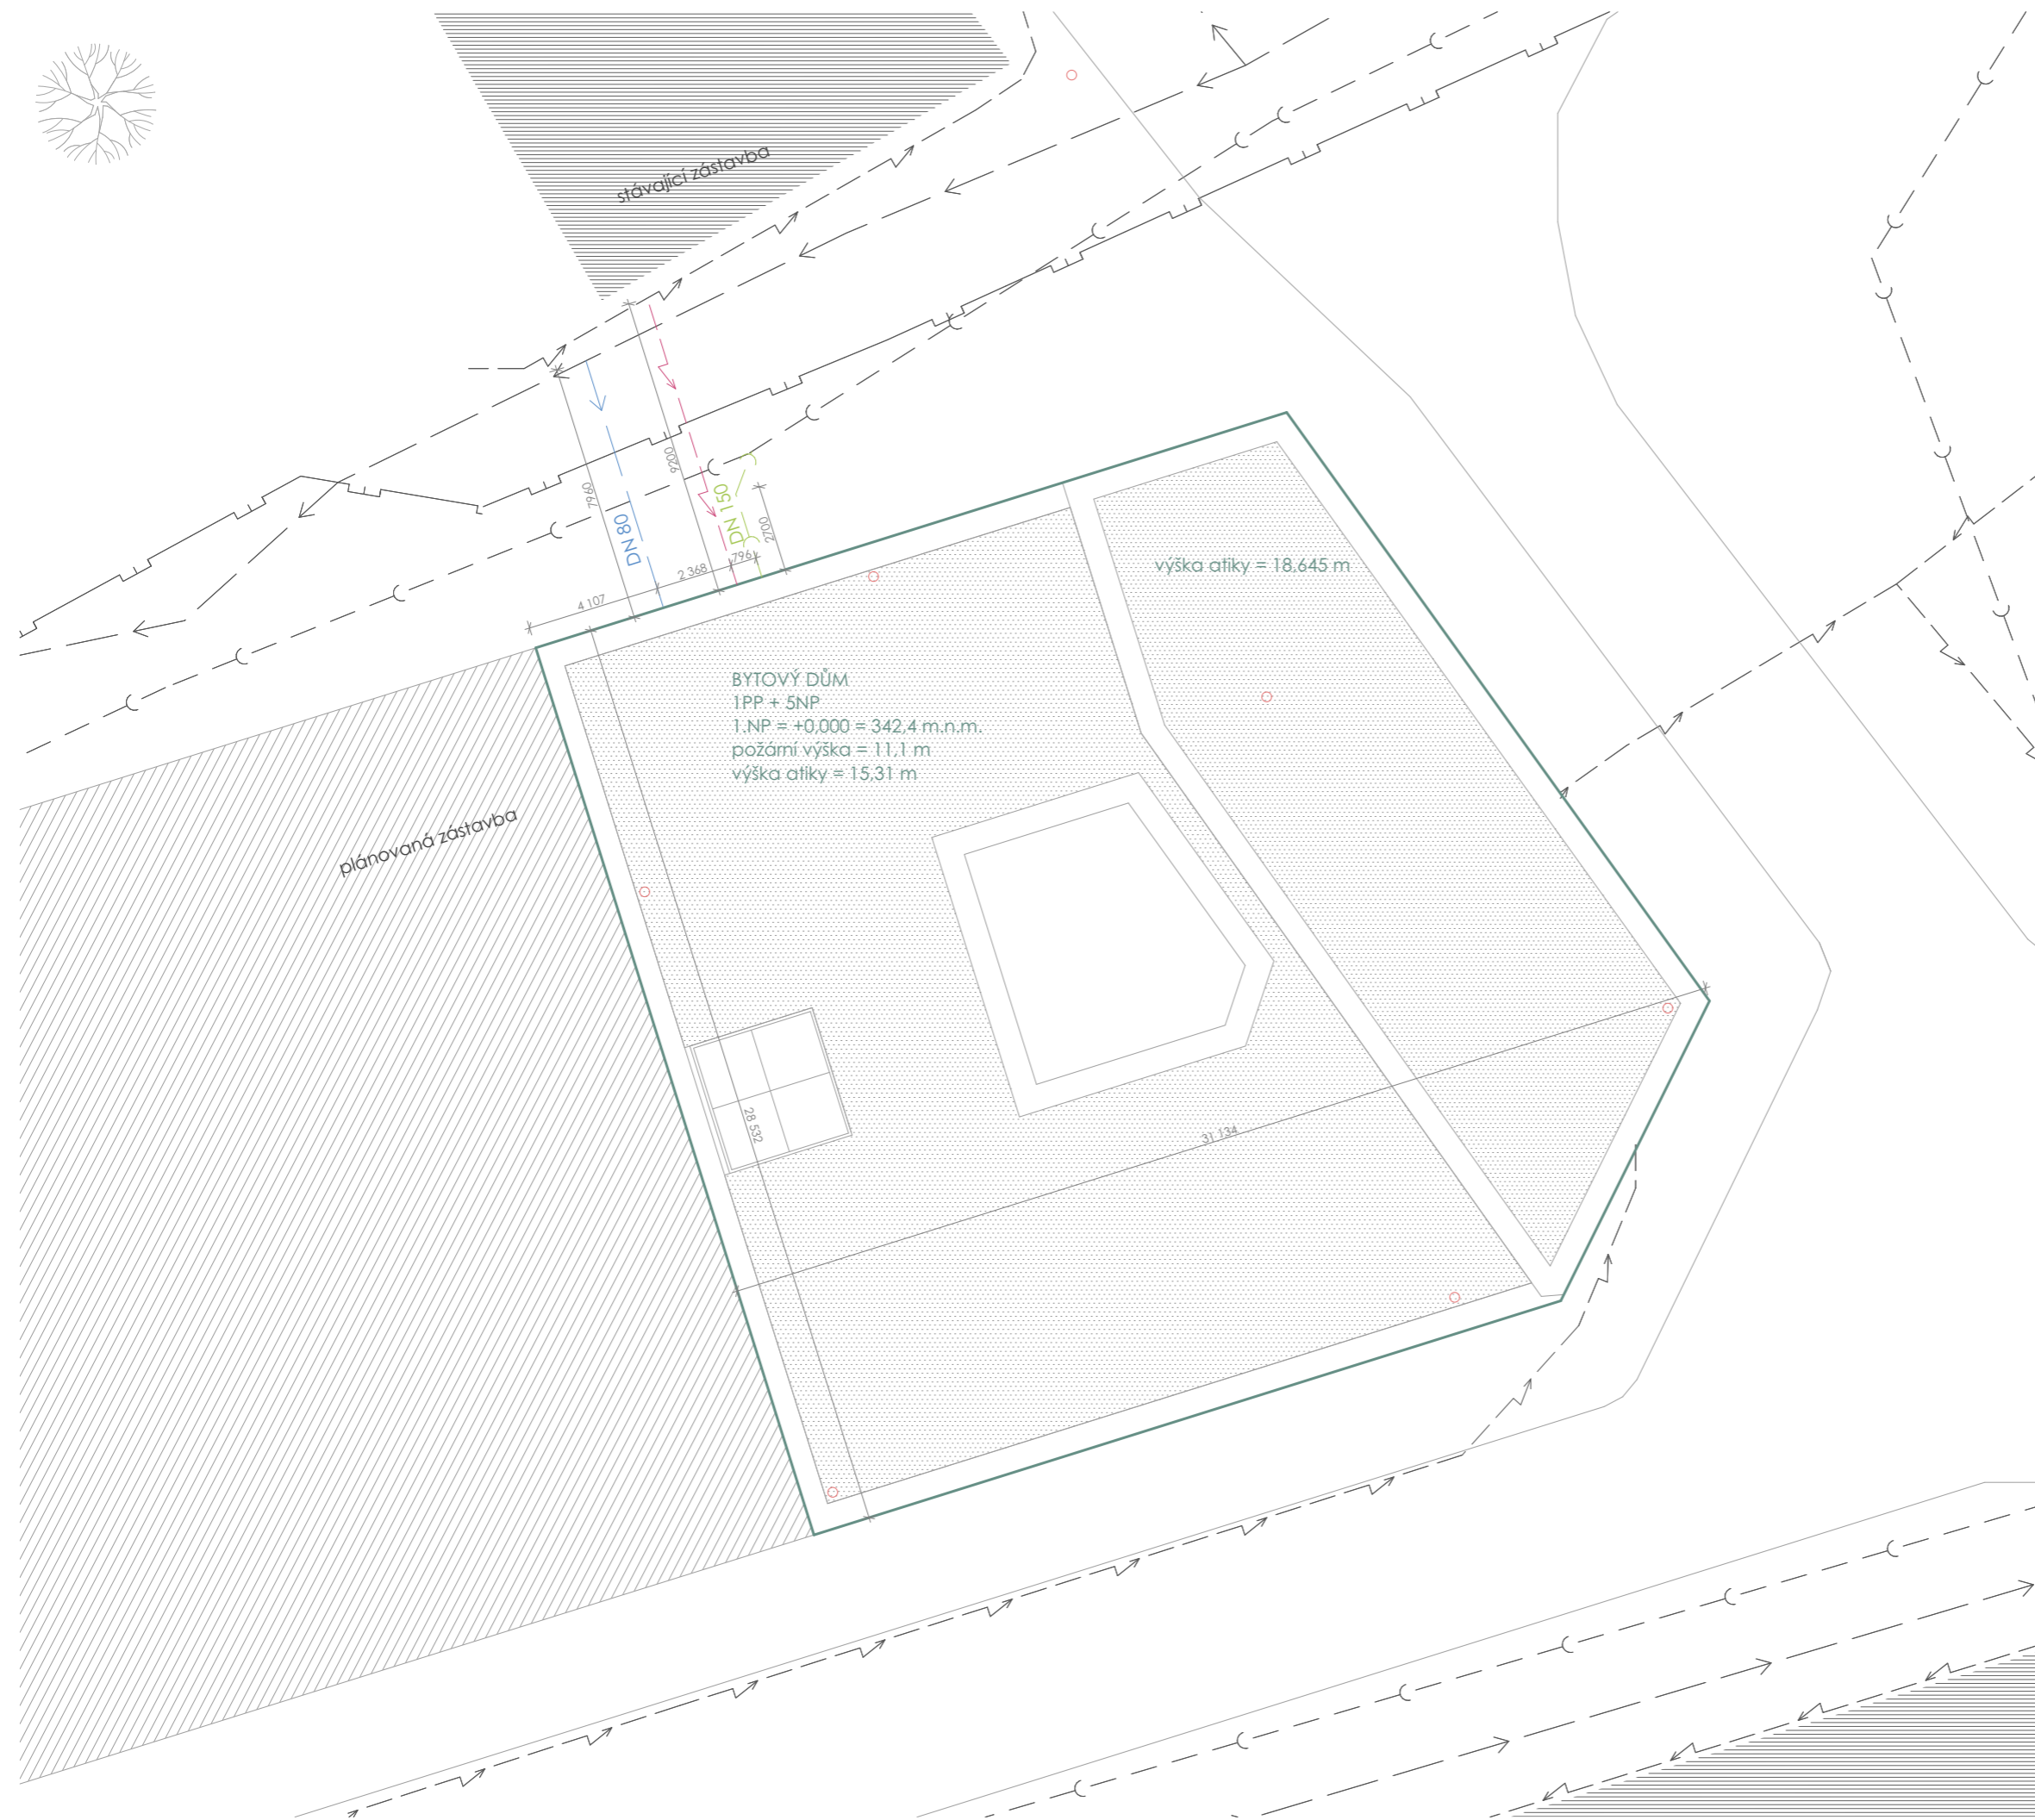 stávající zástavba
9200
7960
DN 80
DN 150
2700
796
2 368
4 107
výška atiky = 18,645 m
BYTOVÝ DŮM
1PP + 5NP
1.NP = +0,000 = 342,4 m.n.m.
požární výška = 11,1 m
výška atiky = 15,31 m
plánovaná zástavba
28 532
31 134